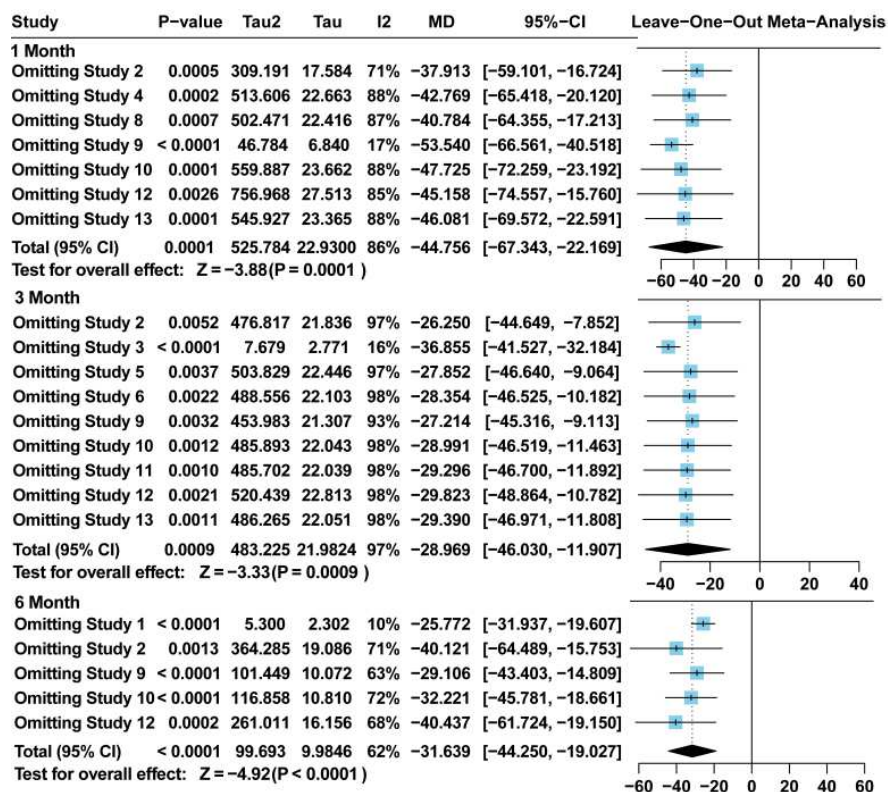 Study P−value Tau2 Tau I2 MD 95%−CI Leave−One−Out Meta−Analysis
1 Month
Omitting Study 2 0.0005 309.191 17.584 71% −37.913 [−59.101, −16.724]
Omitting Study 4 0.0002 513.606 22.663 88% −42.769 [−65.418, −20.120]
Omitting Study 8 0.0007 502.471 22.416 87% −40.784 [−64.355, −17.213]
Omitting Study 9 < 0.0001 46.784 6.840 17% −53.540 [−66.561, −40.518]
Omitting Study 10 0.0001 559.887 23.662 88% −47.725 [−72.259, −23.192]
Omitting Study 12 0.0026 756.968 27.513 85% −45.158 [−74.557, −15.760]
Omitting Study 13 0.0001 545.927 23.365 88% −46.081 [−69.572, −22.591]
Total (95% CI) 0.0001 525.784 22.9300 86% −44.756 [−67.343, −22.169]
Test for overall effect: Z = −3.88(P = 0.0001 )
−60 −40 −20 0 20 40 60
3 Month
Omitting Study 2 0.0052 476.817 21.836 97% −26.250 [−44.649, −7.852]
Omitting Study 3 < 0.0001 7.679 2.771 16% −36.855 [−41.527, −32.184]
Omitting Study 5 0.0037 503.829 22.446 97% −27.852 [−46.640, −9.064]
Omitting Study 6 0.0022 488.556 22.103 98% −28.354 [−46.525, −10.182]
Omitting Study 9 0.0032 453.983 21.307 93% −27.214 [−45.316, −9.113]
Omitting Study 10 0.0012 485.893 22.043 98% −28.991 [−46.519, −11.463]
Omitting Study 11 0.0010 485.702 22.039 98% −29.296 [−46.700, −11.892]
Omitting Study 12 0.0021 520.439 22.813 98% −29.823 [−48.864, −10.782]
Omitting Study 13 0.0011 486.265 22.051 98% −29.390 [−46.971, −11.808]
Total (95% CI) 0.0009 483.225 21.9824 97% −28.969 [−46.030, −11.907]
Test for overall effect: Z = −3.33(P = 0.0009 )
−40 −20 0 20 40
6 Month
Omitting Study 1 < 0.0001 5.300 2.302 10% −25.772 [−31.937, −19.607]
Omitting Study 2 0.0013 364.285 19.086 71% −40.121 [−64.489, −15.753]
Omitting Study 9 < 0.0001 101.449 10.072 63% −29.106 [−43.403, −14.809]
Omitting Study 10 < 0.0001 116.858 10.810 72% −32.221 [−45.781, −18.661]
Omitting Study 12 0.0002 261.011 16.156 68% −40.437 [−61.724, −19.150]
Total (95% CI) < 0.0001 99.693 9.9846 62% −31.639 [−44.250, −19.027]
Test for overall effect: Z = −4.92(P < 0.0001 )
−60 −40 −20 0 20 40 60